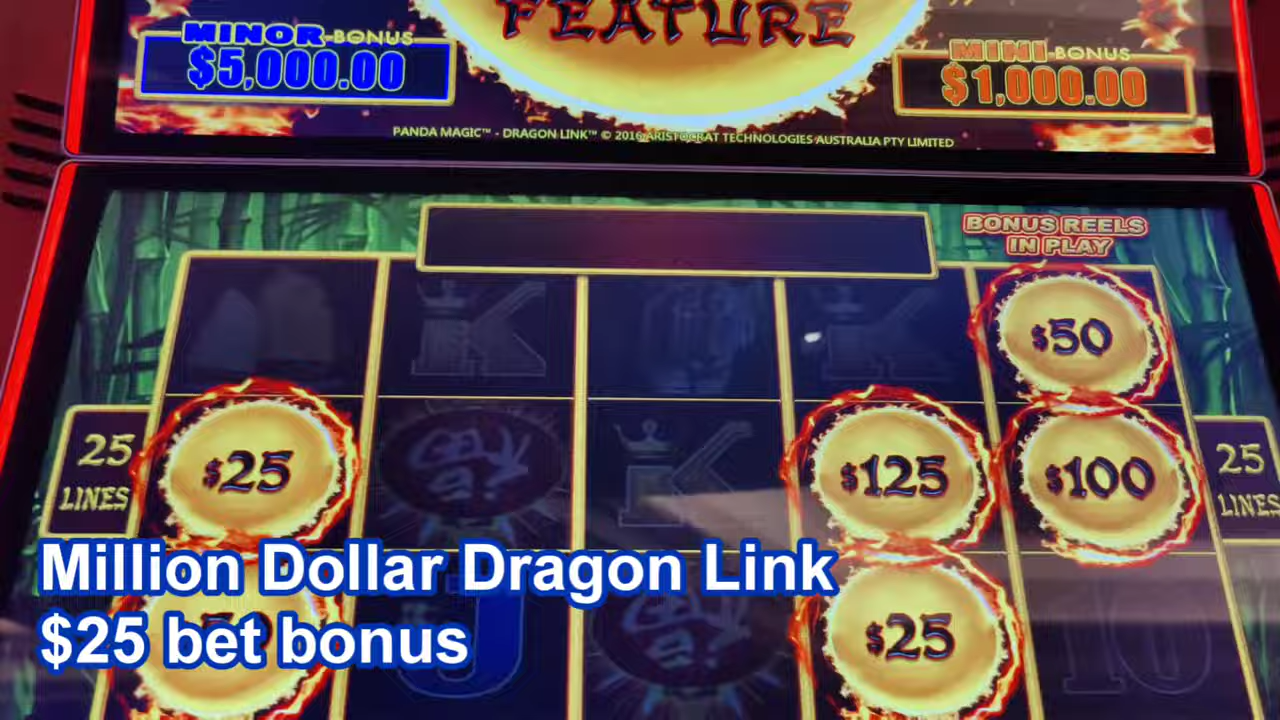 FEATURE
MINOR BONUS
$5,000.00
MINI BONUS
$1,000.00
PANDA MAGIC™ - DRAGON LINK™ © 2016 ARISTOCRAT TECHNOLOGIES AUSTRALIA PTY LIMITED
BONUS REELS
IN PLAY
K
K
$50
25
LINES
$25
K
$125
$100
25
LINES
Million Dollar Dragon Link
$25 bet bonus
J
$25
10